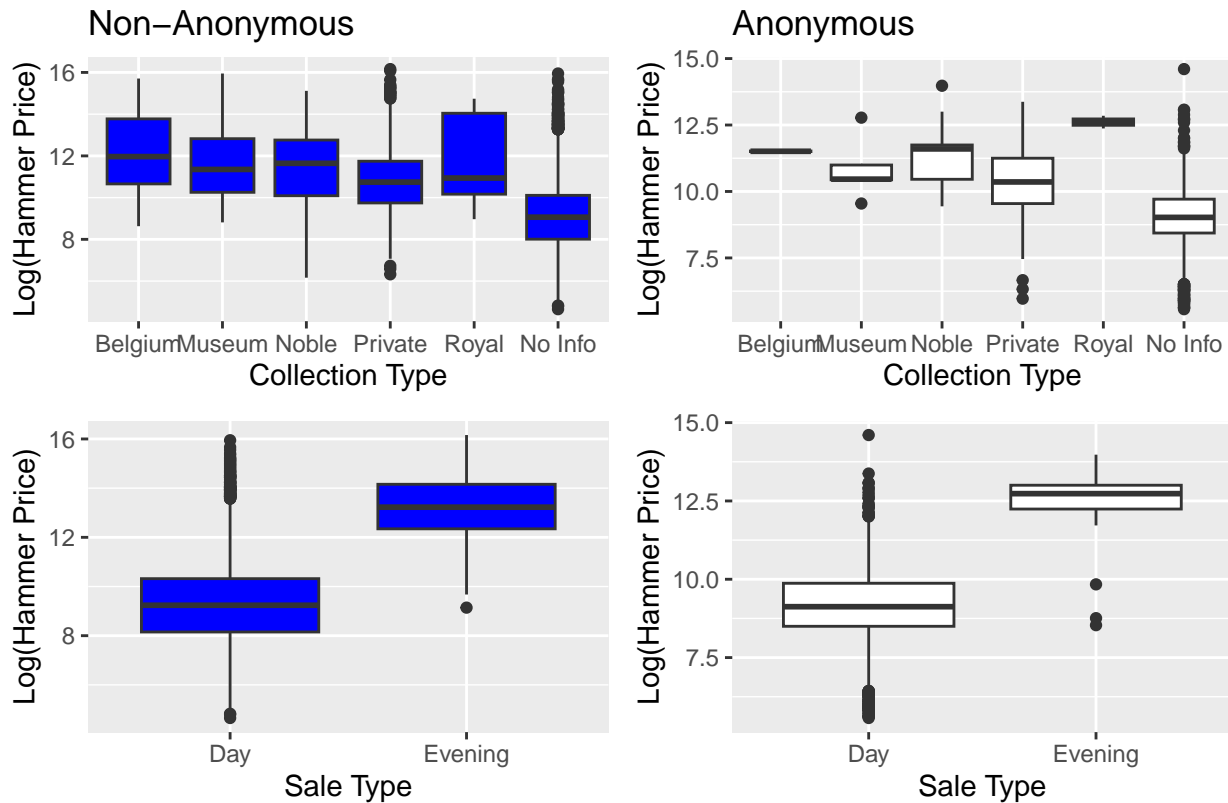 Non−Anonymous
Anonymous
Log(Hammer Price)
16
12
8
Belgium Museum Noble Private Royal No Info
Collection Type
Log(Hammer Price)
15.0
12.5
10.0
7.5
Belgium Museum Noble Private Royal No Info
Collection Type
Log(Hammer Price)
16
12
8
Day Evening
Sale Type
Log(Hammer Price)
15.0
12.5
10.0
7.5
Day Evening
Sale Type